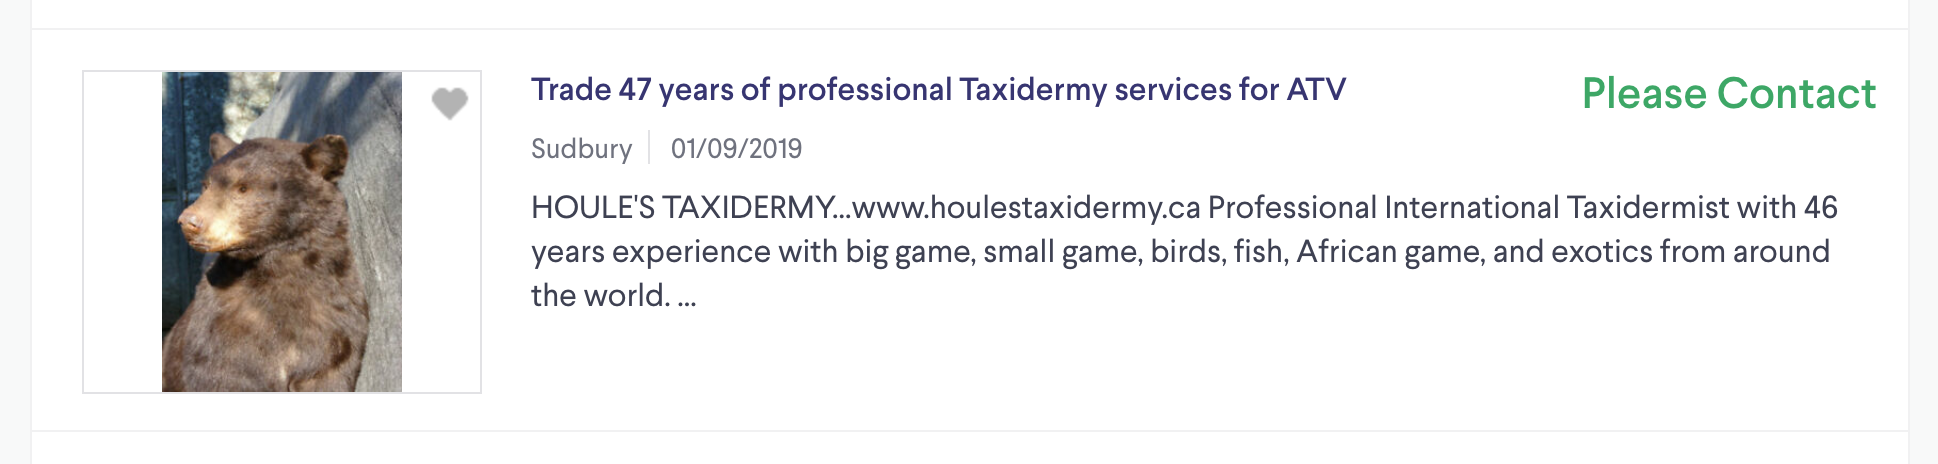 Trade 47 years of professional Taxidermy services for ATV
Please Contact
Sudbury
01/09/2019
HOULE'S TAXIDERMY...www.houlestaxidermy.ca Professional International Taxidermist with 46
years experience with big game, small game, birds, fish, African game, and exotics from around
the world. ...